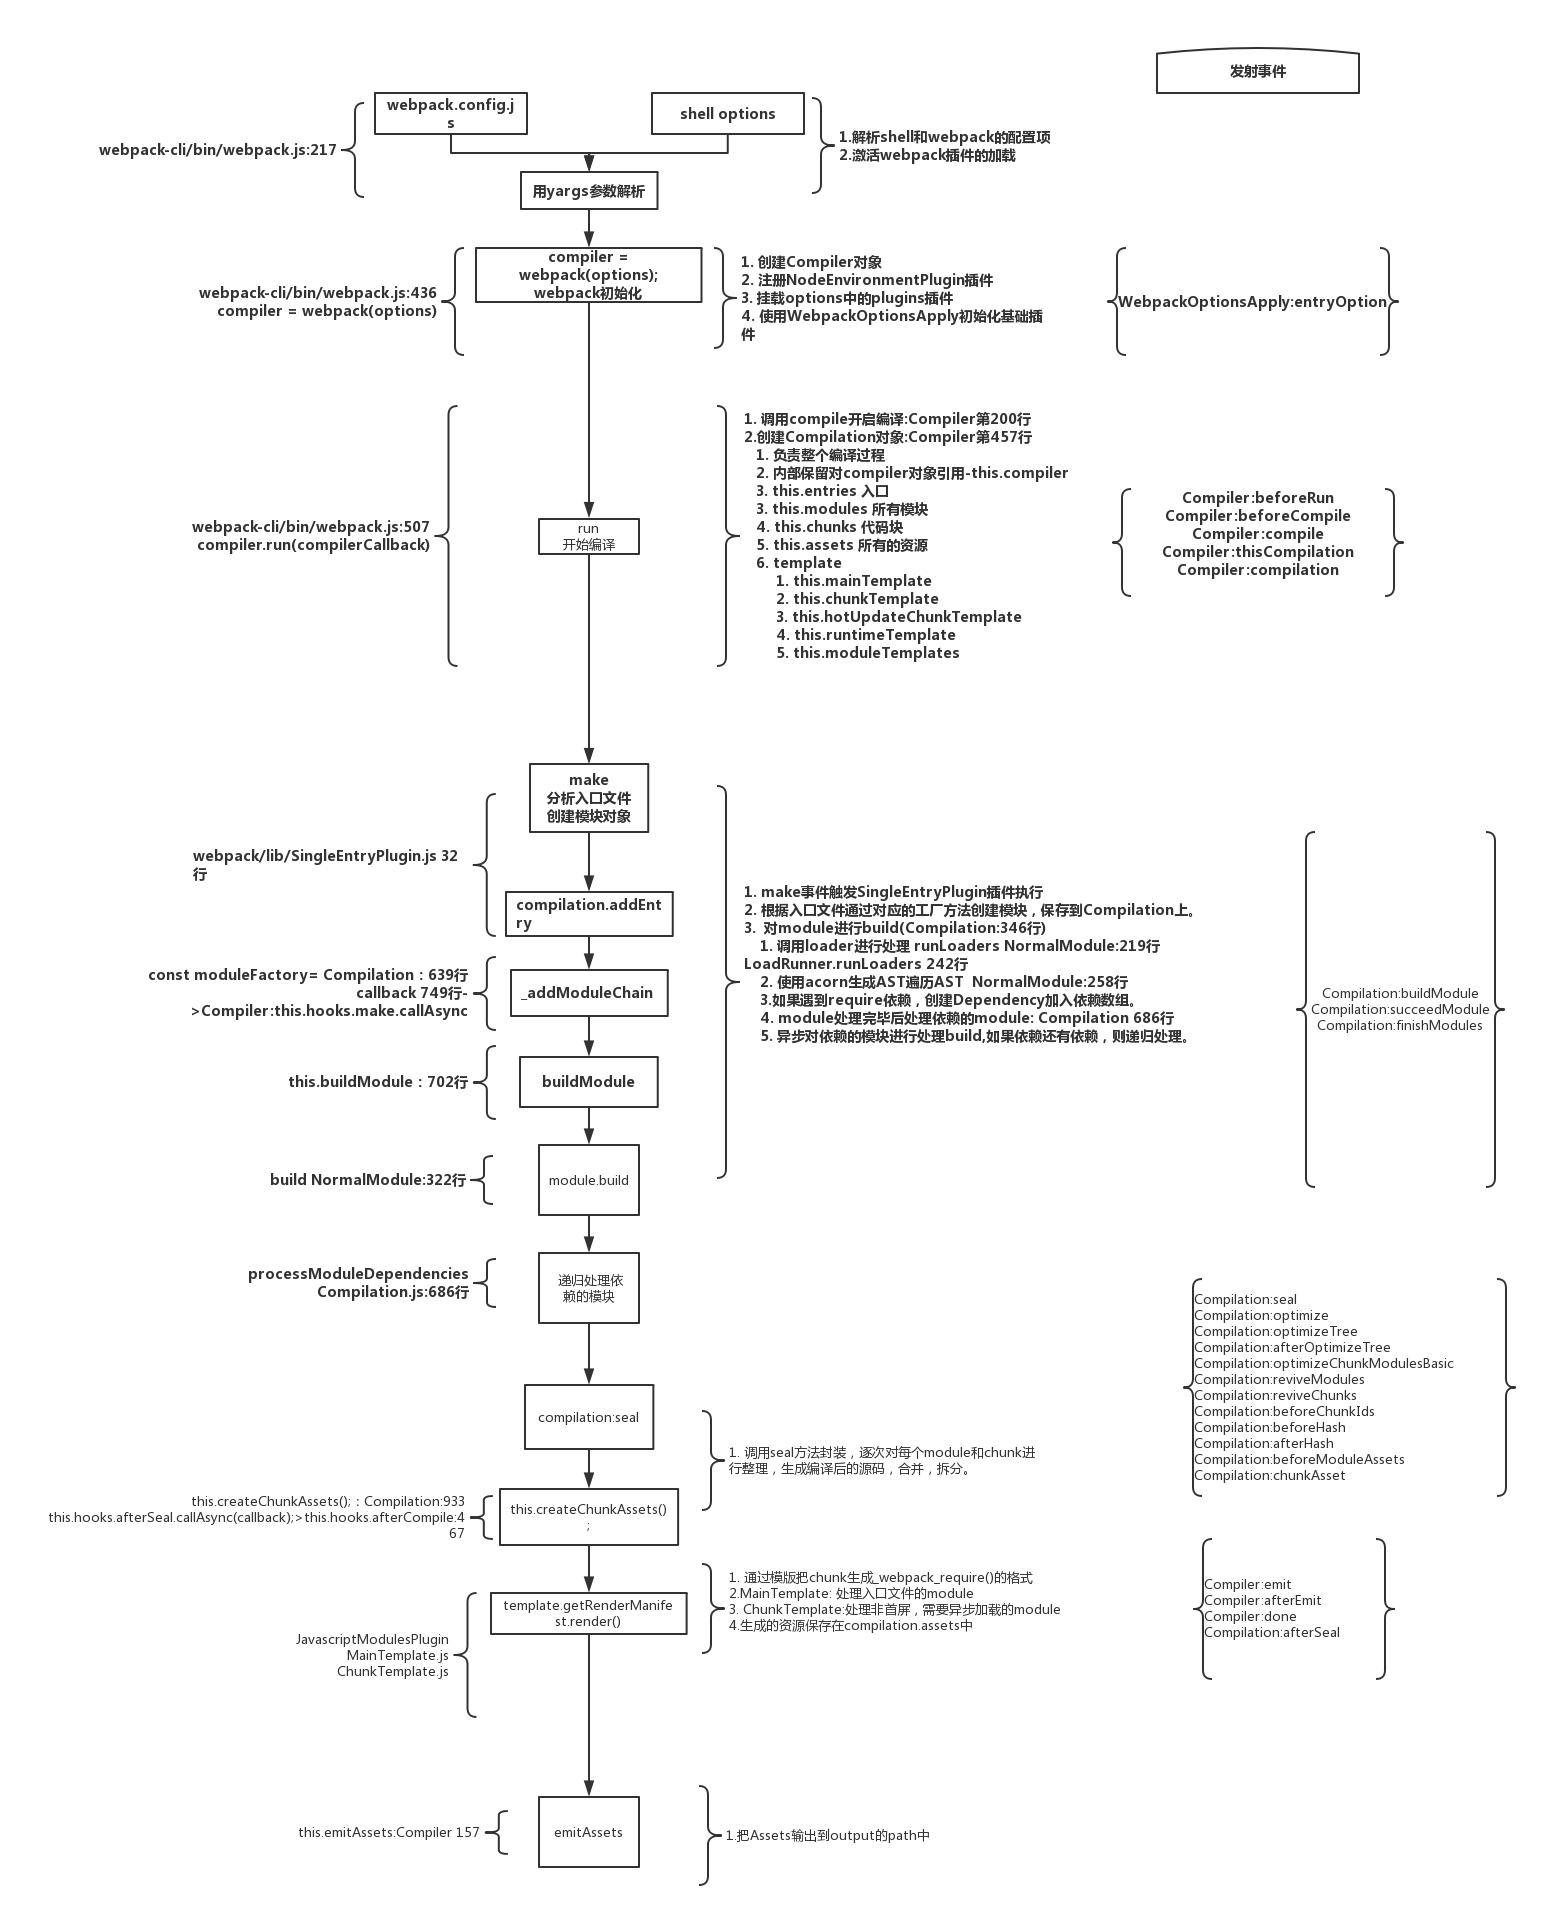 发射事件
webpack.config.j
s
shell options
webpack-cli/bin/webpack.js:217
1.解析shell和webpack的配置项
2.激活webpack插件的加载
用yargs参数解析
compiler =
webpack(options);
webpack初始化
webpack-cli/bin/webpack.js:436
compiler = webpack(options)
1. 创建Compiler对象
2. 注册NodeEnvironmentPlugin插件
3. 挂载options中的plugins插件
4. 使用WebpackOptionsApply初始化基础插
件
WebpackOptionsApply:entryOption
webpack-cli/bin/webpack.js:507
compiler.run(compilerCallback)
run
开始编译
1. 调用compile开启编译:Compiler第200行
2.创建Compilation对象:Compiler第457行
1. 负责整个编译过程
2. 内部保留对compiler对象引用-this.compiler
3. this.entries 入口
3. this.modules 所有模块
4. this.chunks 代码块
5. this.assets 所有的资源
6. template
1. this.mainTemplate
2. this.chunkTemplate
3. this.hotUpdateChunkTemplate
4. this.runtimeTemplate
5. this.moduleTemplates
Compiler:beforeRun
Compiler:beforeCompile
Compiler:compile
Compiler:thisCompilation
Compiler:compilation
make
分析入口文件
创建模块对象
webpack/lib/SingleEntryPlugin.js 32
行
compilation.addEnt
ry
const moduleFactory= Compilation：639行
callback 749行-
>Compiler:this.hooks.make.callAsync
_addModuleChain
this.buildModule：702行
buildModule
build NormalModule:322行
module.build
1. make事件触发SingleEntryPlugin插件执行
2. 根据入口文件通过对应的工厂方法创建模块，保存到Compilation上。
3.  对module进行build(Compilation:346行)
1. 调用loader进行处理 runLoaders NormalModule:219行
LoadRunner.runLoaders 242行
2. 使用acorn生成AST遍历AST  NormalModule:258行
3.如果遇到require依赖，创建Dependency加入依赖数组。
4. module处理完毕后处理依赖的module: Compilation 686行
5. 异步对依赖的模块进行处理build,如果依赖还有依赖，则递归处理。
Compilation:buildModule
Compilation:succeedModule
Compilation:finishModules
processModuleDependencies
Compilation.js:686行
递归处理依
赖的模块
compilation:seal
1. 调用seal方法封装，逐次对每个module和chunk进
行整理，生成编译后的源码，合并，拆分。
Compilation:seal
Compilation:optimize
Compilation:optimizeTree
Compilation:afterOptimizeTree
Compilation:optimizeChunkModulesBasic
Compilation:reviveModules
Compilation:reviveChunks
Compilation:beforeChunkIds
Compilation:beforeHash
Compilation:afterHash
Compilation:beforeModuleAssets
Compilation:chunkAsset
this.createChunkAssets();：Compilation:933
this.hooks.afterSeal.callAsync(callback);>this.hooks.afterCompile:4
67
this.createChunkAssets()
;
template.getRenderManife
st.render()
JavascriptModulesPlugin
MainTemplate.js
ChunkTemplate.js
1. 通过模版把chunk生成_webpack_require()的格式
2.MainTemplate: 处理入口文件的module
3. ChunkTemplate:处理非首屏，需要异步加载的module
4.生成的资源保存在compilation.assets中
Compiler:emit
Compiler:afterEmit
Compiler:done
Compilation:afterSeal
this.emitAssets:Compiler 157
emitAssets
1.把Assets输出到output的path中